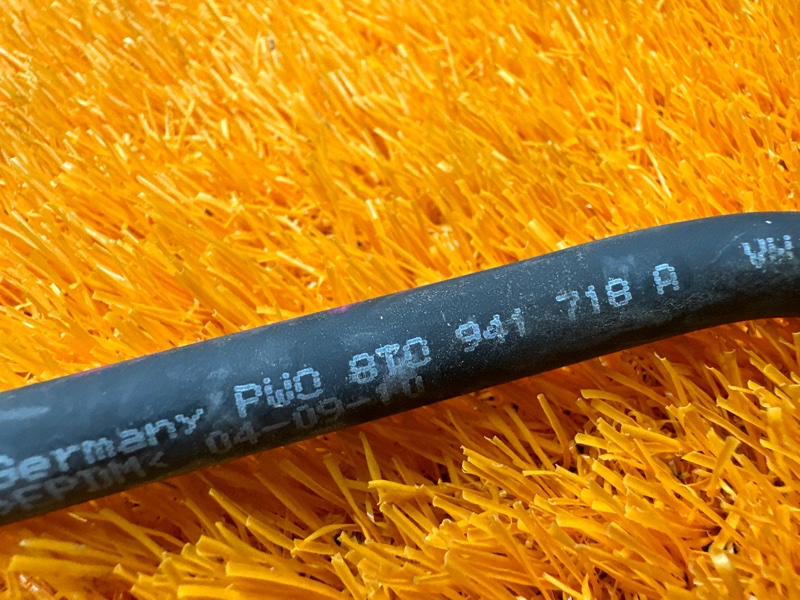 Germany PWO 8T0 941 718 A VW
>EPDM< 04-09-10